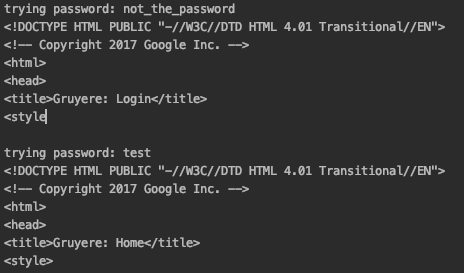 trying password: not_the_password
<!DOCTYPE HTML PUBLIC "-//W3C//DTD HTML 4.01 Transitional//EN">
<!-- Copyright 2017 Google Inc. -->
<html>
<head>
<title>Gruyere: Login</title>
<style
trying password: test
<!DOCTYPE HTML PUBLIC "-//W3C//DTD HTML 4.01 Transitional//EN">
<!-- Copyright 2017 Google Inc. -->
<html>
<head>
<title>Gruyere: Home</title>
<style>